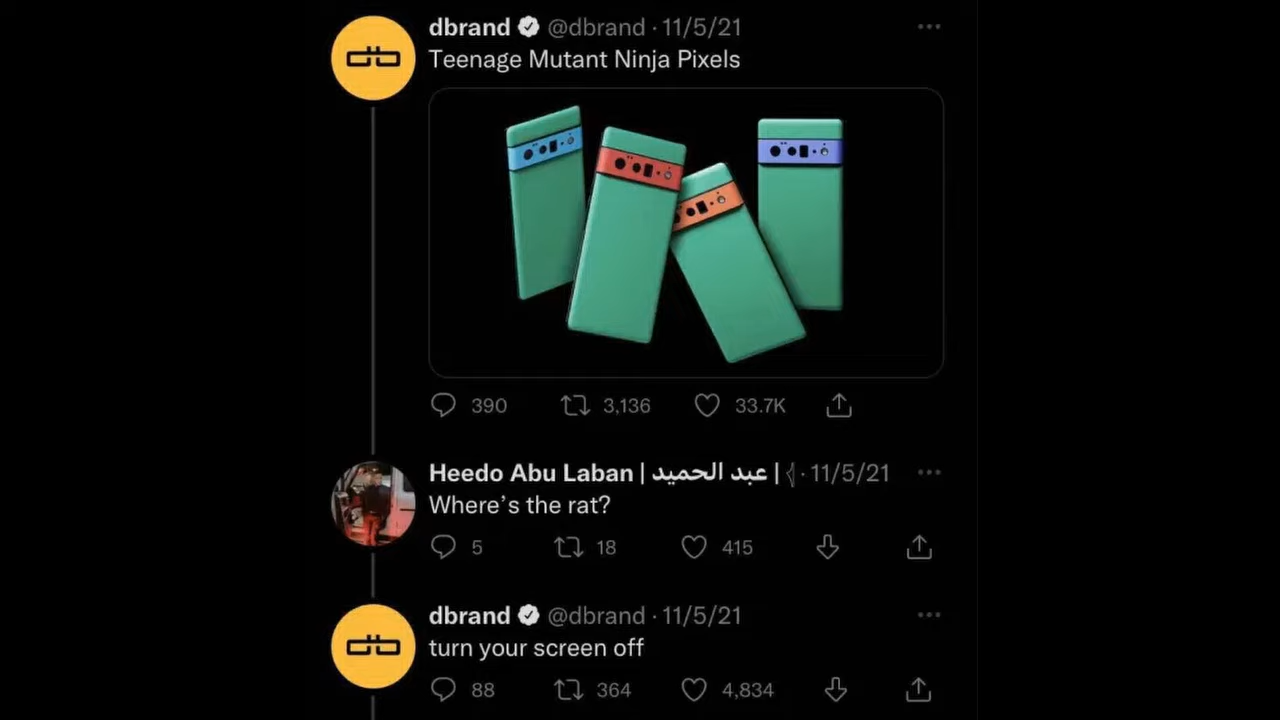 dbrand @dbrand · 11/5/21
Teenage Mutant Ninja Pixels
390 3,136 33.7K
Heedo Abu Laban | عبد الحميد | · 11/5/21
Where's the rat?
5 18 415
dbrand @dbrand · 11/5/21
turn your screen off
88 364 4,834